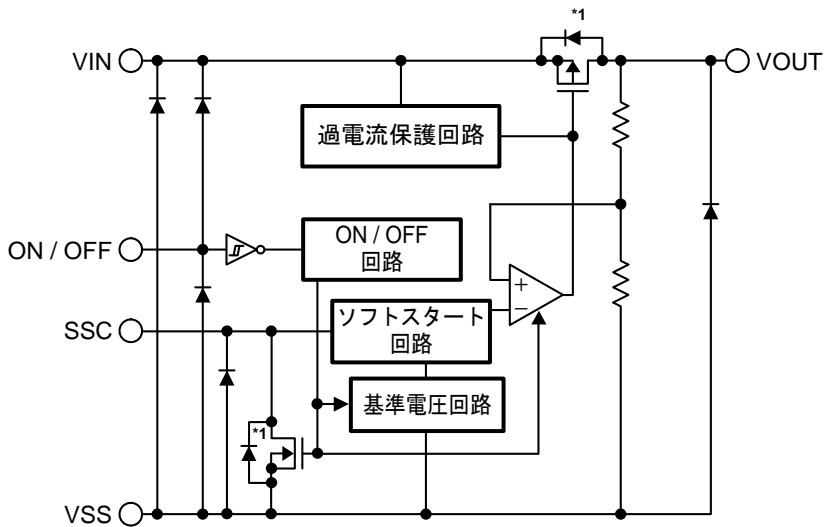 *1
VIN
VOUT
過電流保護回路
ON / OFF
ON / OFF
回路
+
−
SSC
ソフトスタート
回路
基準電圧回路
*1
VSS